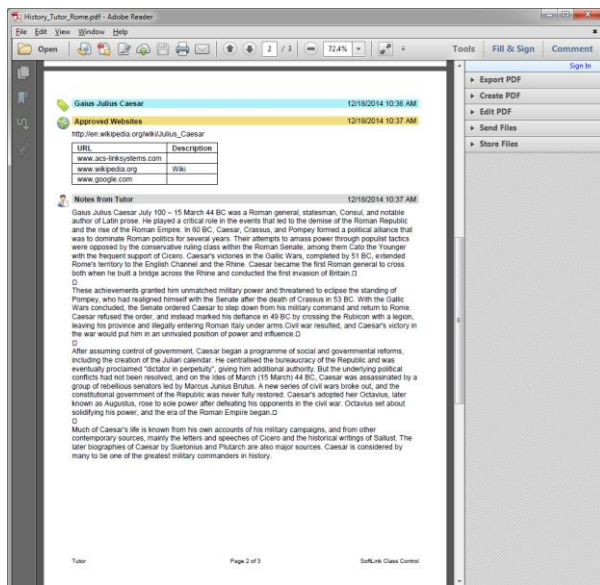 History_Tutor_Rome.pdf - Adobe Reader
File Edit View Window Help
Open 2 / 3 72.4% Tools Fill & Sign Comment
Sign In
Export PDF
Create PDF
Edit PDF
Send Files
Store Files
Gaius Julius Caesar 12/18/2014 10:36 AM
Approved Websites 12/18/2014 10:37 AM
http://en.wikipedia.org/wiki/Julius_Caesar
URL Description
www.acs-linksystems.com
www.wikipedia.org Wiki
www.google.com
Notes from Tutor 12/18/2014 10:37 AM
Gaius Julius Caesar July 100 – 15 March 44 BC was a Roman general, statesman, Consul, and notable
author of Latin prose. He played a critical role in the events that led to the demise of the Roman Republic
and the rise of the Roman Empire. In 60 BC, Caesar, Crassus, and Pompey formed a political alliance that
was to dominate Roman politics for several years. Their attempts to amass power through populist tactics
were opposed by the conservative ruling class within the Roman Senate, among them Cato the Younger
with the frequent support of Cicero. Caesar's victories in the Gallic Wars, completed by 51 BC, extended
Rome's territory to the English Channel and the Rhine. Caesar became the first Roman general to cross
both when he built a bridge across the Rhine and conducted the first invasion of Britain.
These achievements granted him unmatched military power and threatened to eclipse the standing of
Pompey, who had realigned himself with the Senate after the death of Crassus in 53 BC. With the Gallic
Wars concluded, the Senate ordered Caesar to step down from his military command and return to Rome.
Caesar refused the order, and instead marked his defiance in 49 BC by crossing the Rubicon with a legion,
leaving his province and illegally entering Roman Italy under arms.Civil war resulted, and Caesar's victory in
the war would put him in an unrivaled position of power and influence.
After assuming control of government, Caesar began a programme of social and governmental reforms,
including the creation of the Julian calendar. He centralised the bureaucracy of the Republic and was
eventually proclaimed "dictator in perpetuity", giving him additional authority. But the underlying political
conflicts had not been resolved, and on the Ides of March (15 March) 44 BC, Caesar was assassinated by a
group of rebellious senators led by Marcus Junius Brutus. A new series of civil wars broke out, and the
constitutional government of the Republic was never fully restored. Caesar's adopted heir Octavius, later
known as Augustus, rose to sole power after defeating his opponents in the civil war. Octavius set about
solidifying his power, and the era of the Roman Empire began.
Much of Caesar's life is known from his own accounts of his military campaigns, and from other
contemporary sources, mainly the letters and speeches of Cicero and the historical writings of Sallust. The
later biographies of Caesar by Suetonius and Plutarch are also major sources. Caesar is considered by
many to be one of the greatest military commanders in history.
Tutor Page 2 of 3 SoftLink Class Control